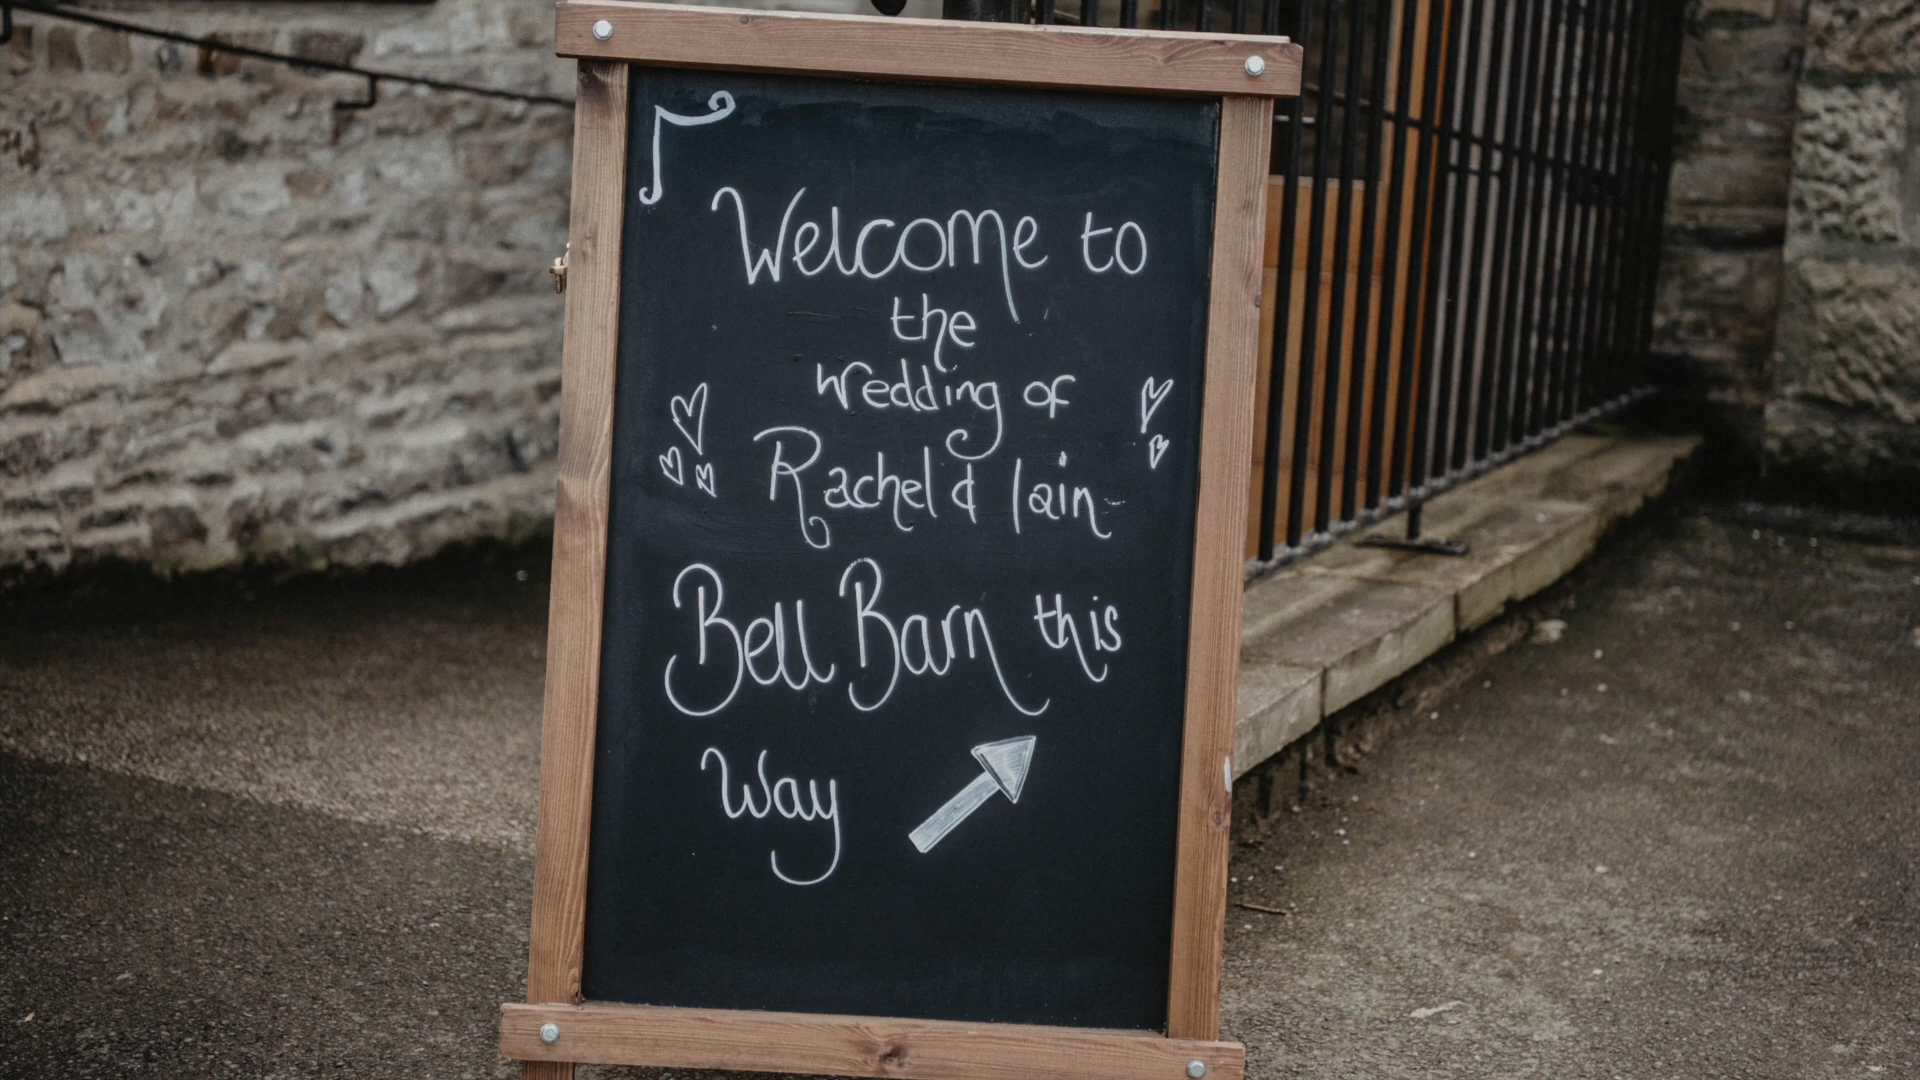 Welcome to
the
Wedding of
Rachel & Iain
Bell Barn this
Way